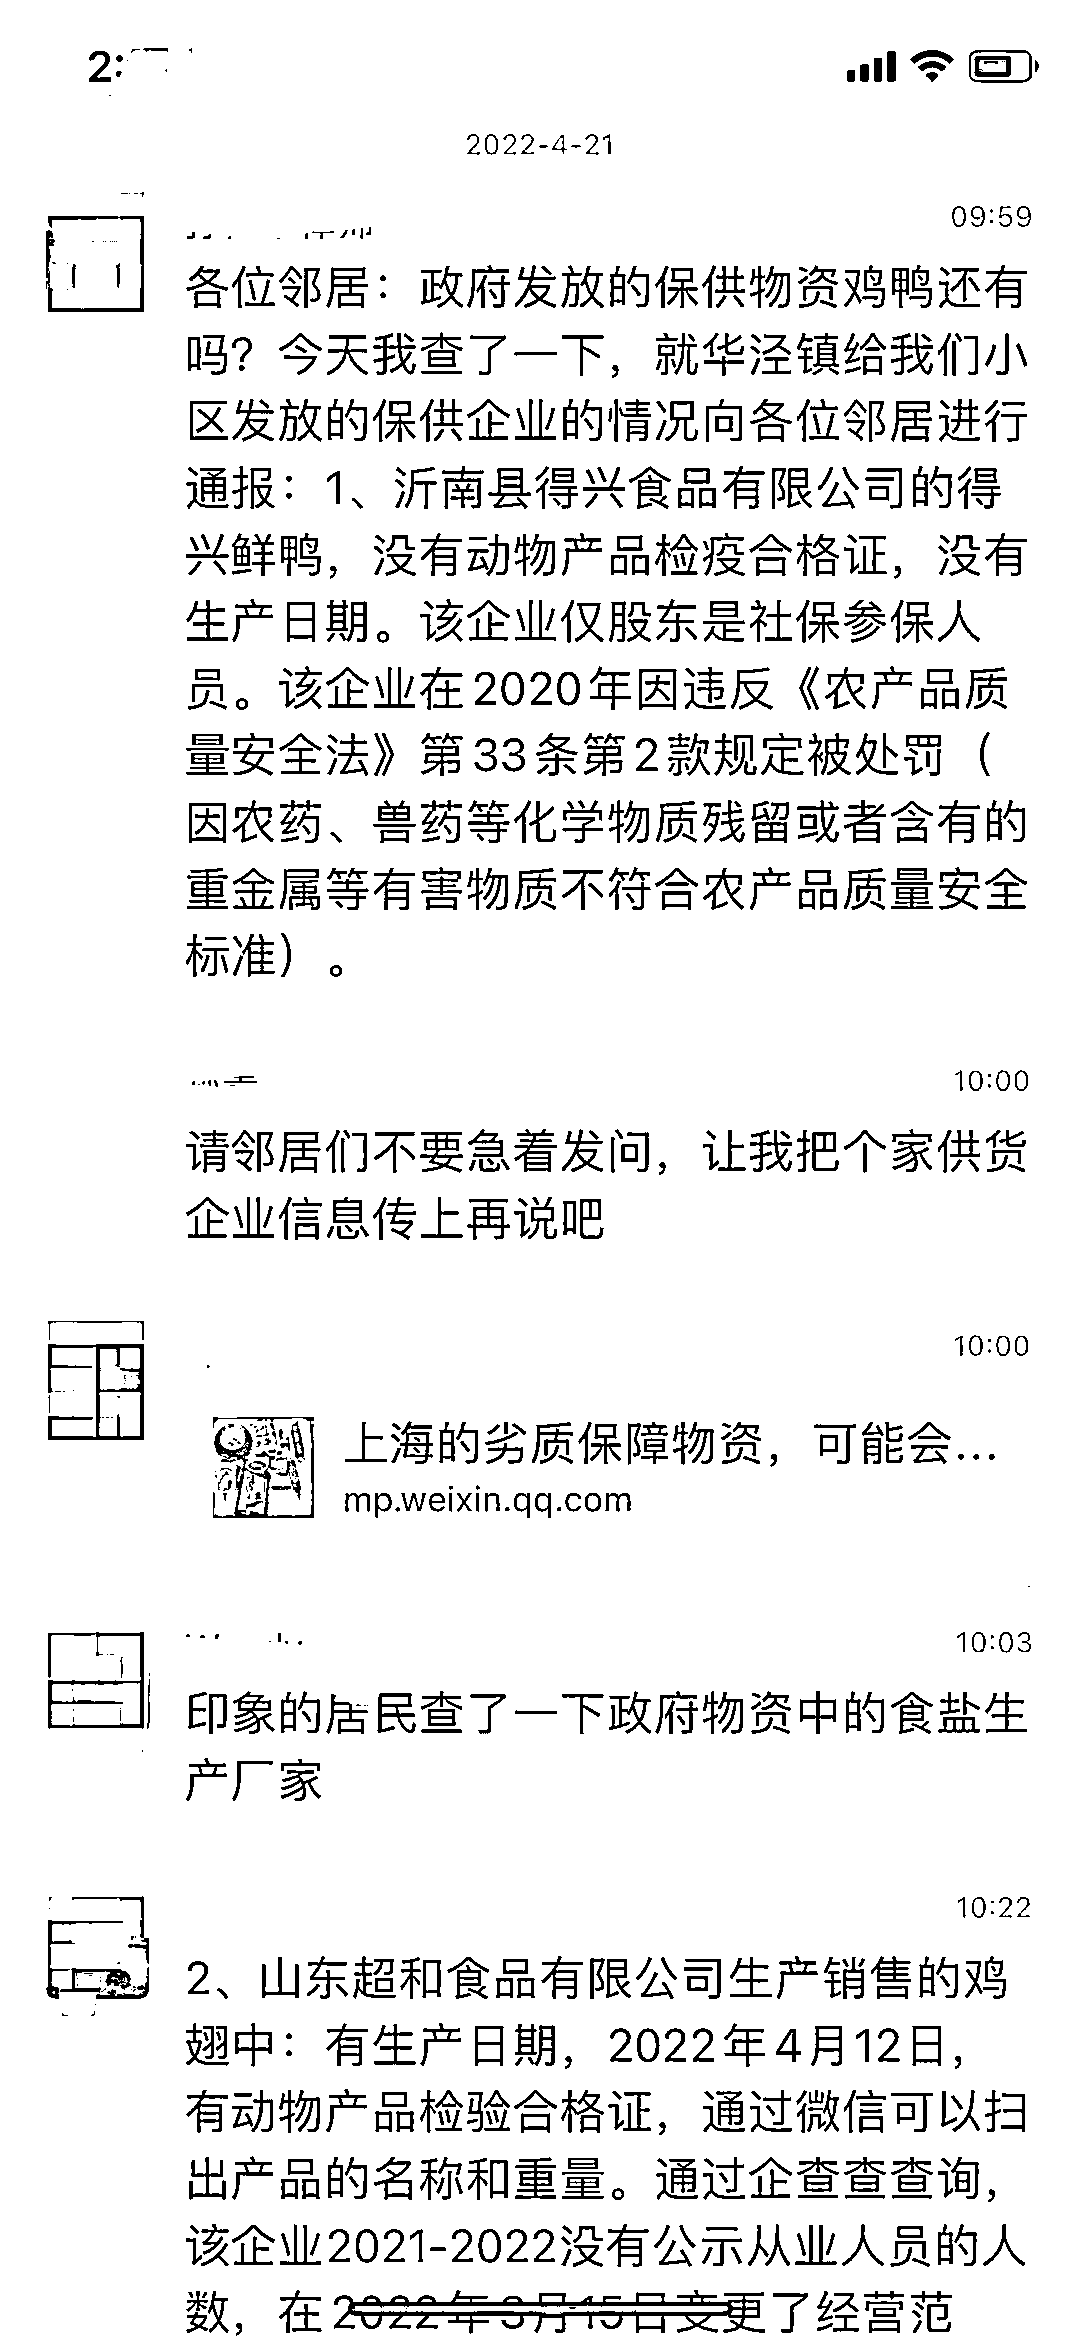 2022-4-21
09:59
各位邻居：政府发放的保供物资鸡鸭还有
吗？今天我查了一下，就华泾镇给我们小
区发放的保供企业的情况向各位邻居进行
通报：1、沂南县得兴食品有限公司的得
兴鲜鸭，没有动物产品检疫合格证，没有
生产日期。该企业仅股东是社保参保人
员。该企业在2020年因违反《农产品质
量安全法》第33条第2款规定被处罚（
因农药、兽药等化学物质残留或者含有的
重金属等有害物质不符合农产品质量安全
标准）。
10:00
请邻居们不要急着发问，让我把个家供货
企业信息传上再说吧
10:00
上海的劣质保障物资，可能会...
mp.weixin.qq.com
10:03
印象的居民查了一下政府物资中的食盐生
产厂家
10:22
2、山东超和食品有限公司生产销售的鸡
翅中：有生产日期，2022年4月12日，
有动物产品检验合格证，通过微信可以扫
出产品的名称和重量。通过企查查查询，
该企业2021-2022没有公示从业人员的人
数，在2022年3月15日变更了经营范